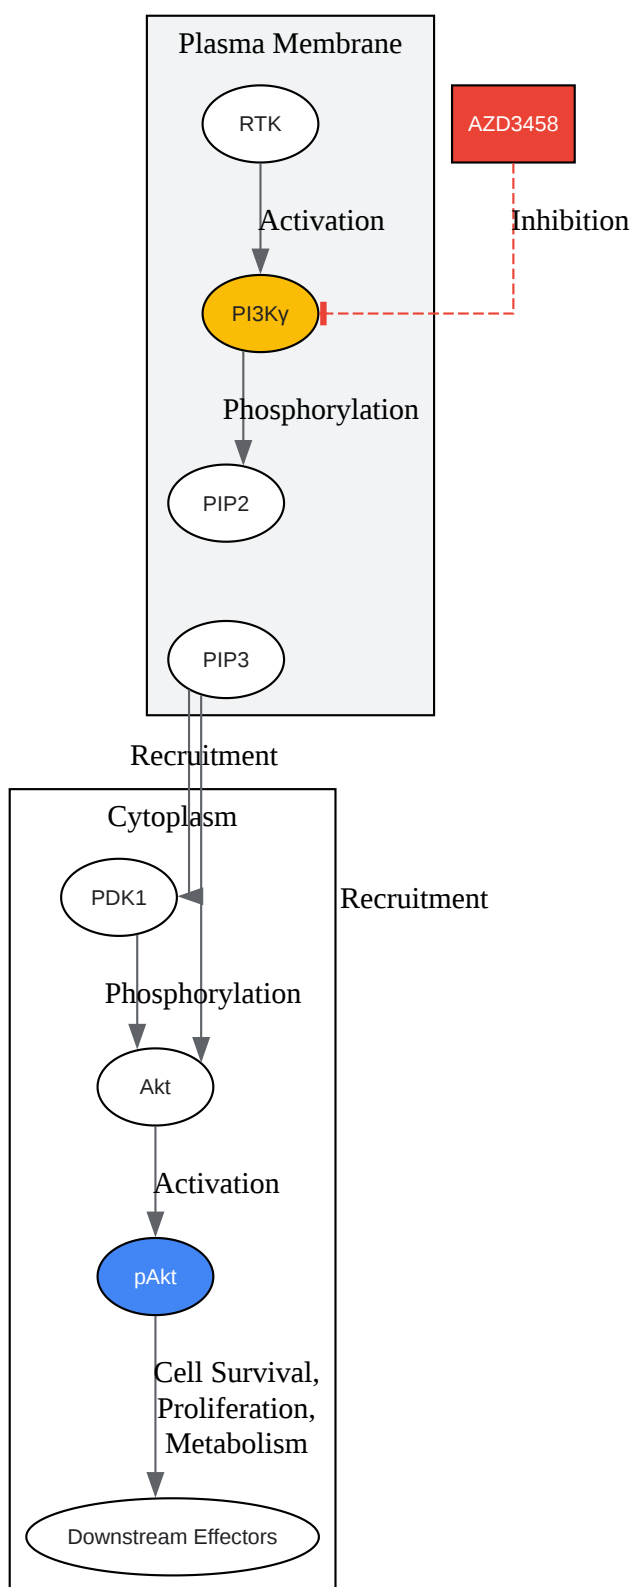 Plasma Membrane
RTK
AZD3458
Activation
Inhibition
PI3Kγ
Phosphorylation
PIP2
PIP3
Recruitment
Cytoplasm
PDK1
Recruitment
Phosphorylation
Akt
Activation
pAkt
Cell Survival,
Proliferation,
Metabolism
Downstream Effectors